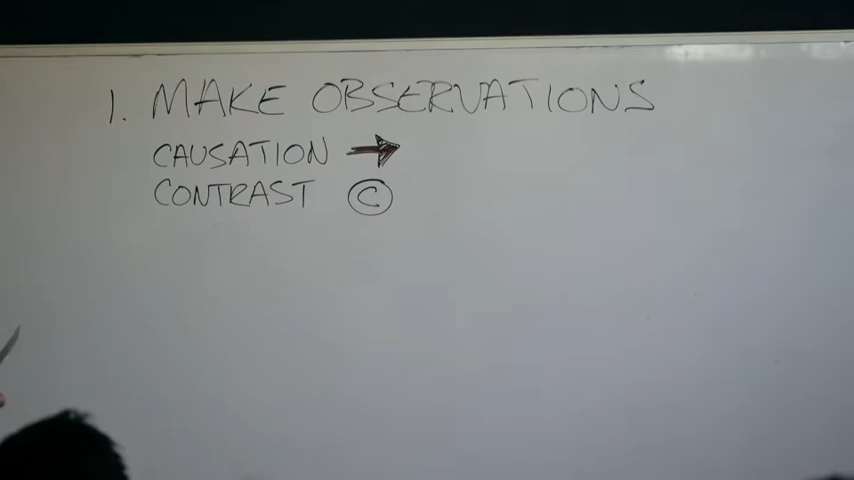 1. MAKE OBSERVATIONS
CAUSATION →
CONTRAST Ⓒ